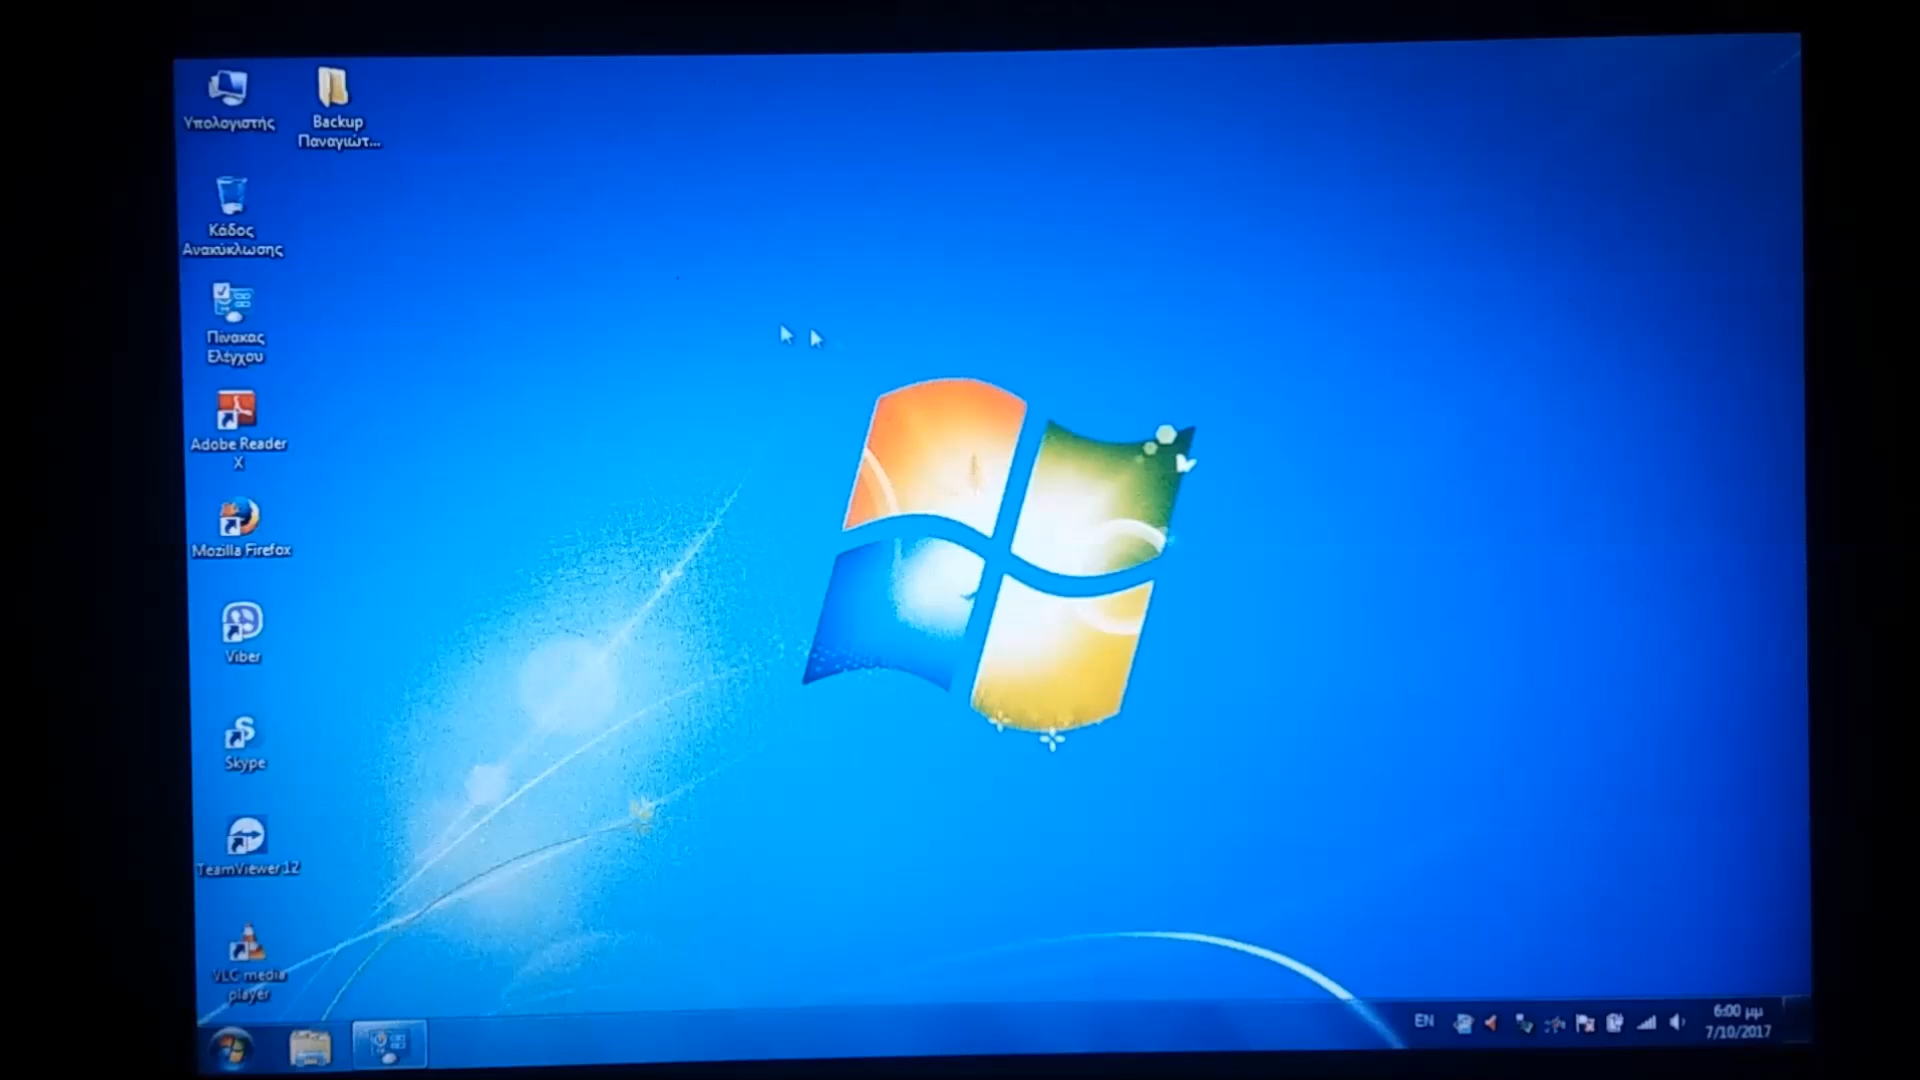 Υπολογιστής
Backup
Παναγιώτ...
Κάδος
Ανακύκλωσης
Πίνακας
Ελέγχου
Adobe Reader
X
Mozilla Firefox
Viber
Skype
TeamViewer 12
VLC media
player
EN
6:00 μμ
7/10/2017